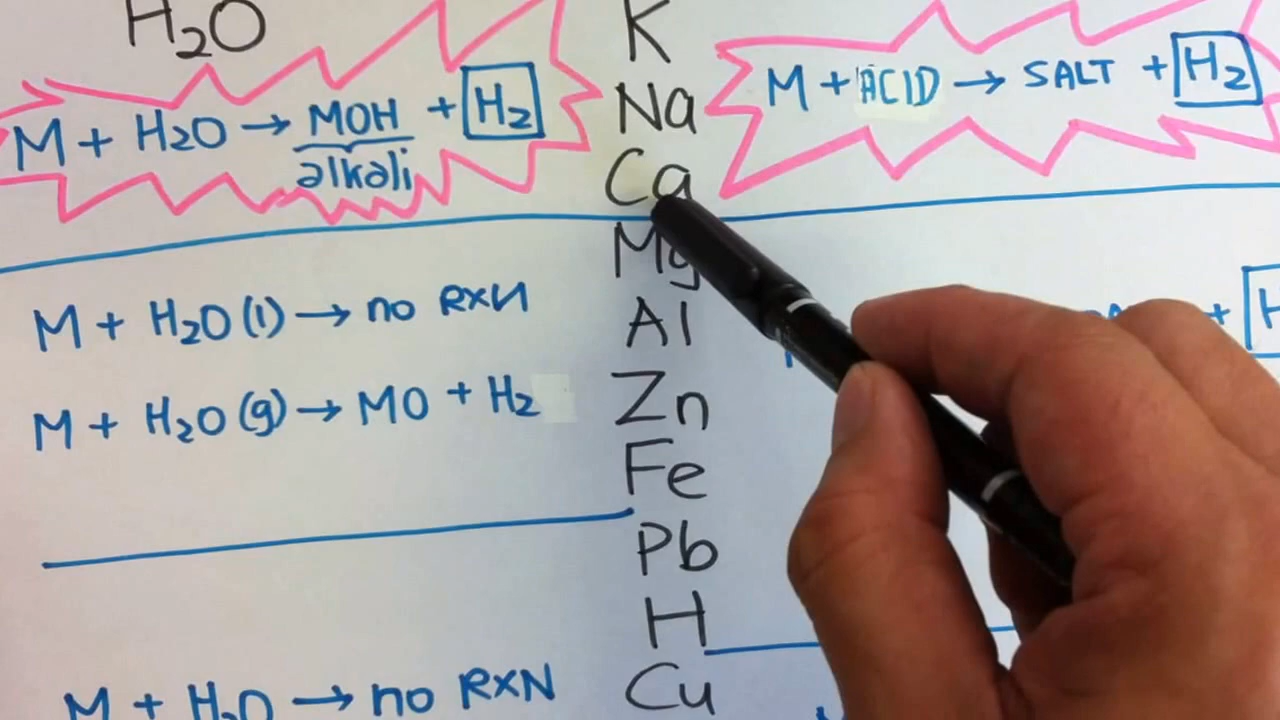 H2O
M + H2O → MOH + H2
alkali
M + H2O (l) → no RXN
M + H2O (g) → MO + H2
M + H2O → no RXN
K
Na
Ca
Mg
Al
Zn
Fe
Pb
H
Cu
M + ACID → SALT + H2